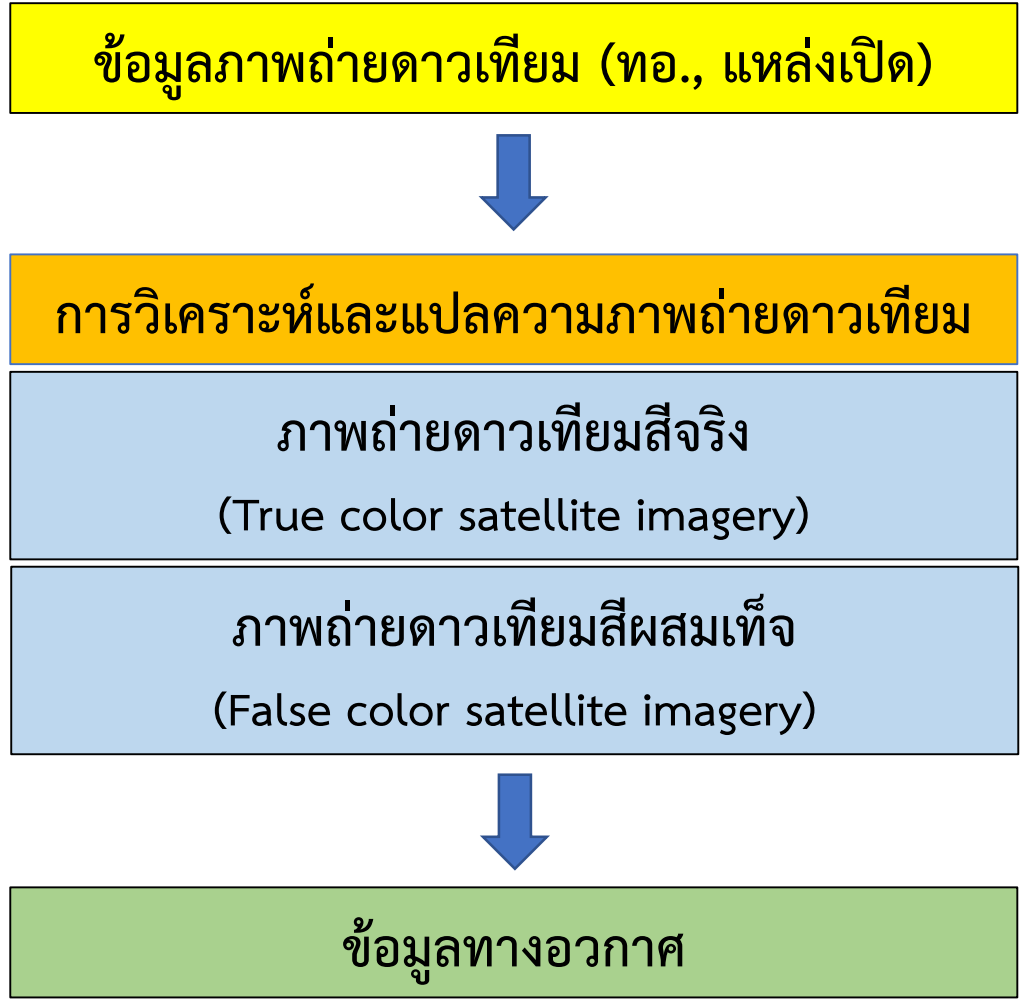 ข้อมูลภาพถ่ายดาวเทียม (ทอ., แหล่งเปิด)
การวิเคราะห์และแปลความภาพถ่ายดาวเทียม
ภาพถ่ายดาวเทียมสีจริง
(True color satellite imagery)
ภาพถ่ายดาวเทียมสีผสมเท็จ
(False color satellite imagery)
ข้อมูลทางอวกาศ